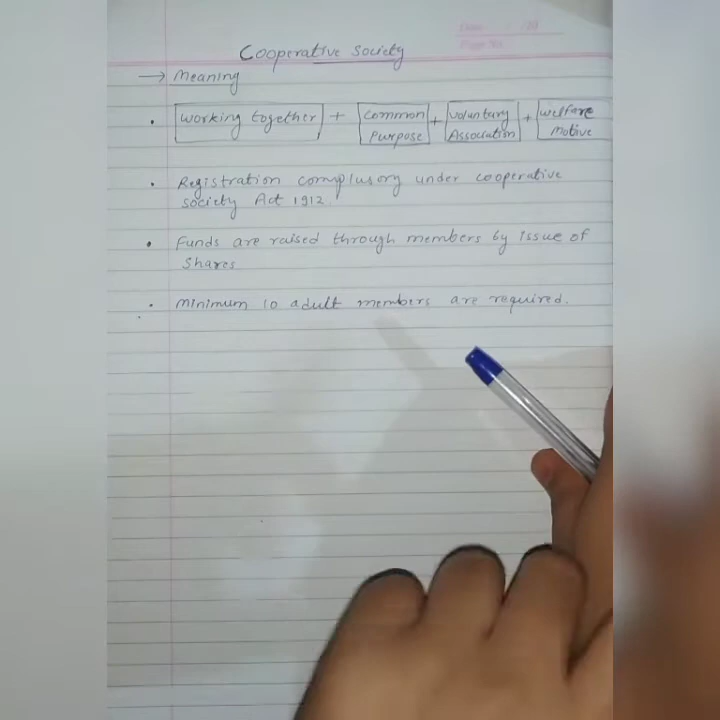 Cooperative society
→ Meaning
• working together + common purpose + voluntary Association + welfare motive
• Registration complusory under cooperative
society Act 1912.
• Funds are raised through members by issue of
shares
• Minimum 10 adult members are required.